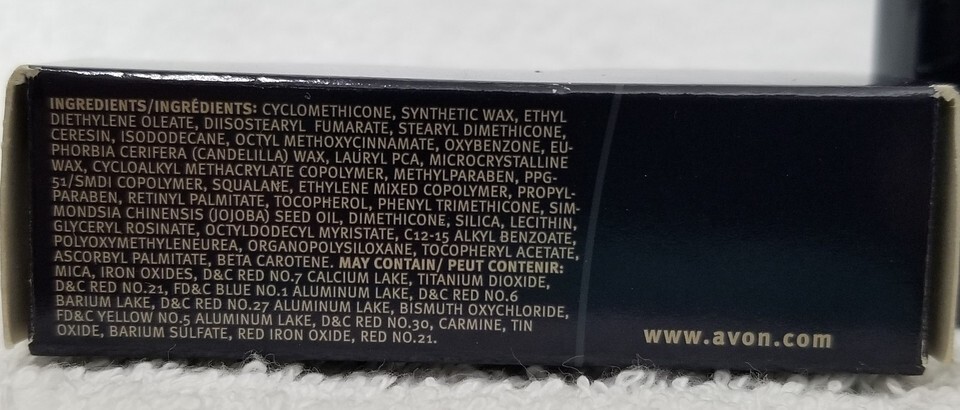 INGREDIENTS/INGRÉDIENTS: CYCLOMETHICONE, SYNTHETIC WAX, ETHYL
DIETHYLENE OLEATE, DIISOSTEARYL FUMARATE, STEARYL DIMETHICONE,
CERESIN, ISODODECANE, OCTYL METHOXYCINNAMATE, OXYBENZONE, EU-
PHORBIA CERIFERA (CANDELILLA) WAX, LAURYL PCA, MICROCRYSTALLINE
WAX, CYCLOALKYL METHACRYLATE COPOLYMER, METHYLPARABEN, PPG-
51/SMDI COPOLYMER, SQUALANE, ETHYLENE MIXED COPOLYMER, PROPYL-
PARABEN, RETINYL PALMITATE, TOCOPHEROL, PHENYL TRIMETHICONE, SIM-
MONDSIA CHINENSIS (JOJOBA) SEED OIL, DIMETHICONE, SILICA, LECITHIN,
GLYCERYL ROSINATE, OCTYLDODECYL MYRISTATE, C12-15 ALKYL BENZOATE,
POLYOXYMETHYLENEUREA, ORGANOPOLYSILOXANE, TOCOPHERYL ACETATE,
ASCORBYL PALMITATE, BETA CAROTENE. MAY CONTAIN/ PEUT CONTENIR:
MICA, IRON OXIDES, D&C RED NO.7 CALCIUM LAKE, TITANIUM DIOXIDE,
D&C RED NO.21, FD&C BLUE NO.1 ALUMINUM LAKE, D&C RED NO.6
BARIUM LAKE, D&C RED NO.27 ALUMINUM LAKE, BISMUTH OXYCHLORIDE,
FD&C YELLOW NO.5 ALUMINUM LAKE, D&C RED NO.30, CARMINE, TIN
OXIDE, BARIUM SULFATE, RED IRON OXIDE, RED NO.21.
www.avon.com